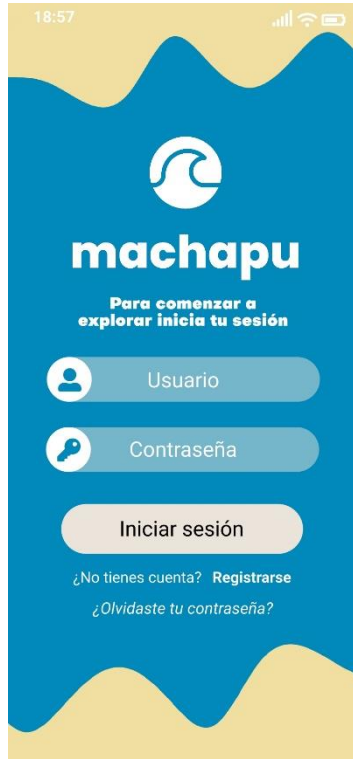 18:57
machapu
Para comenzar a
explorar inicia tu sesión
Usuario
Contraseña
Iniciar sesión
¿No tienes cuenta? Registrarse
¿Olvidaste tu contraseña?